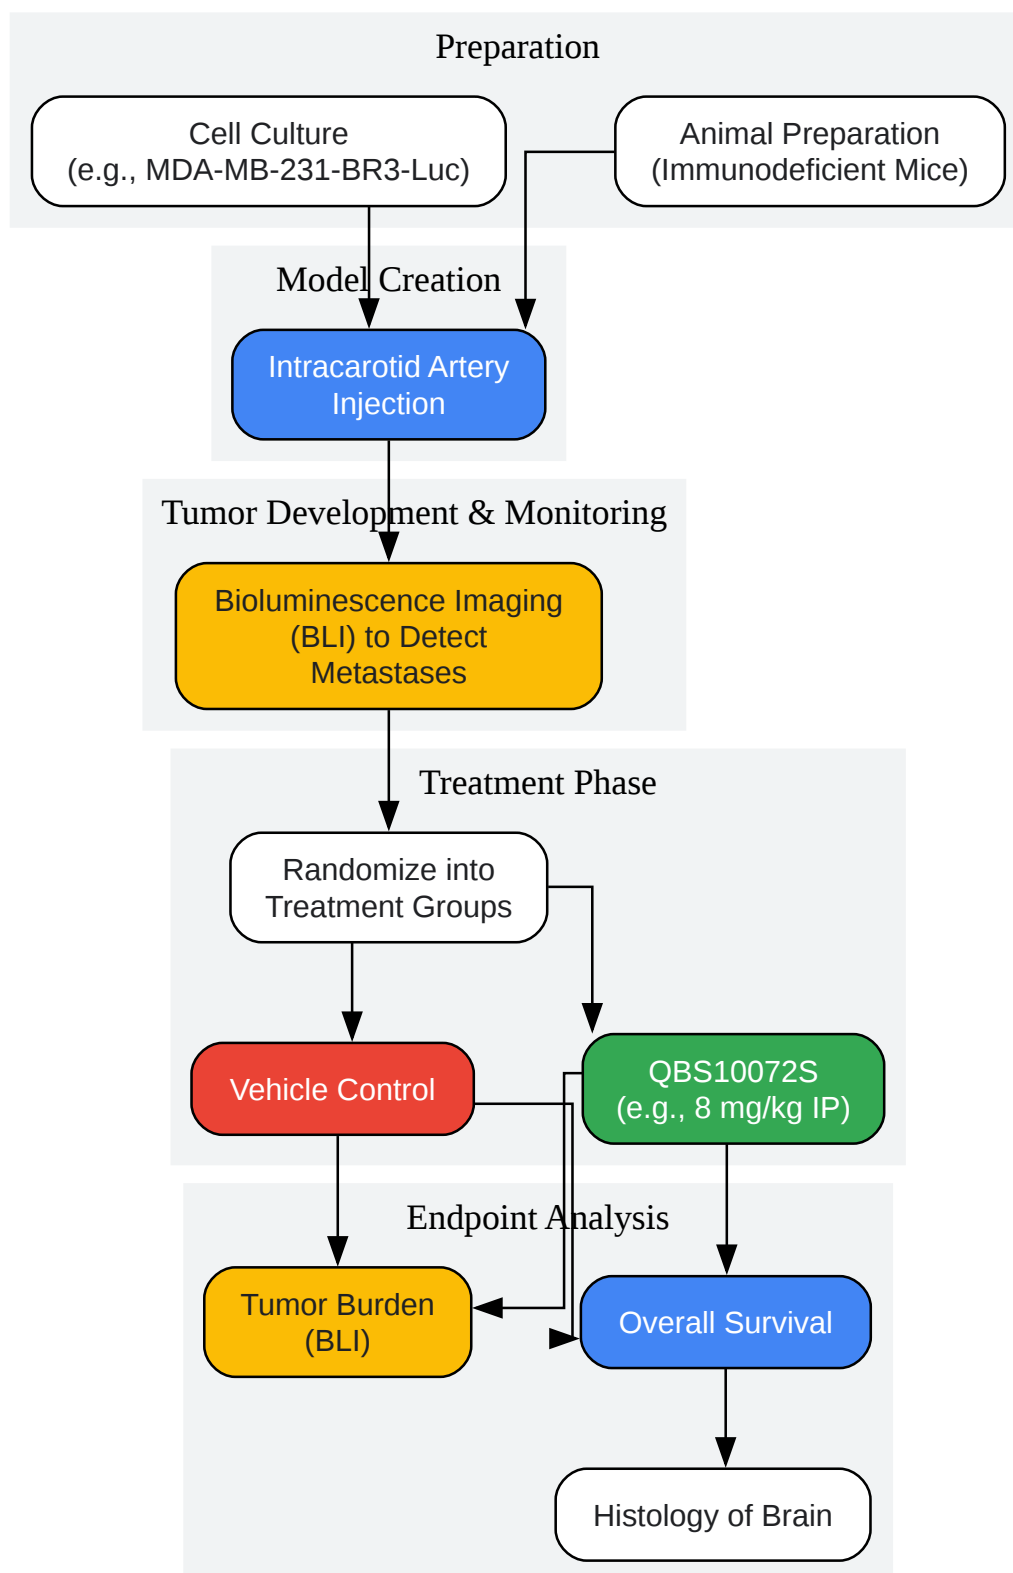 Preparation
Cell Culture
(e.g., MDA-MB-231-BR3-Luc)
Animal Preparation
(Immunodeficient Mice)
Model Creation
Intracarotid Artery
Injection
Tumor Development & Monitoring
Bioluminescence Imaging
(BLI) to Detect
Metastases
Treatment Phase
Randomize into
Treatment Groups
Vehicle Control
QBS10072S
(e.g., 8 mg/kg IP)
Endpoint Analysis
Tumor Burden
(BLI)
Overall Survival
Histology of Brain